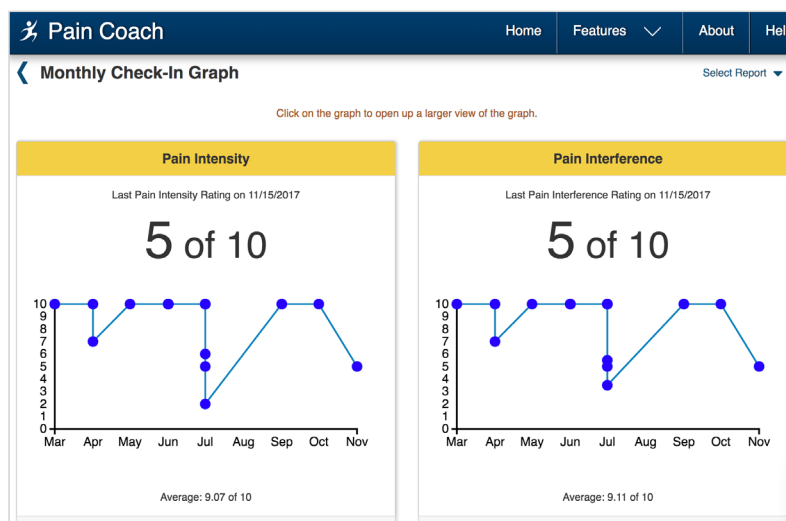 Pain Coach
Home
Features
About
Hel
Monthly Check-In Graph
Select Report
Click on the graph to open up a larger view of the graph.
Pain Intensity
Last Pain Intensity Rating on 11/15/2017
5 of 10
10
9
8
7
6
5
4
3
2
1
0
Mar Apr May Jun Jul Aug Sep Oct Nov
Average: 9.07 of 10
Pain Interference
Last Pain Interference Rating on 11/15/2017
5 of 10
10
9
8
7
6
5
4
3
2
1
0
Mar Apr May Jun Jul Aug Sep Oct Nov
Average: 9.11 of 10